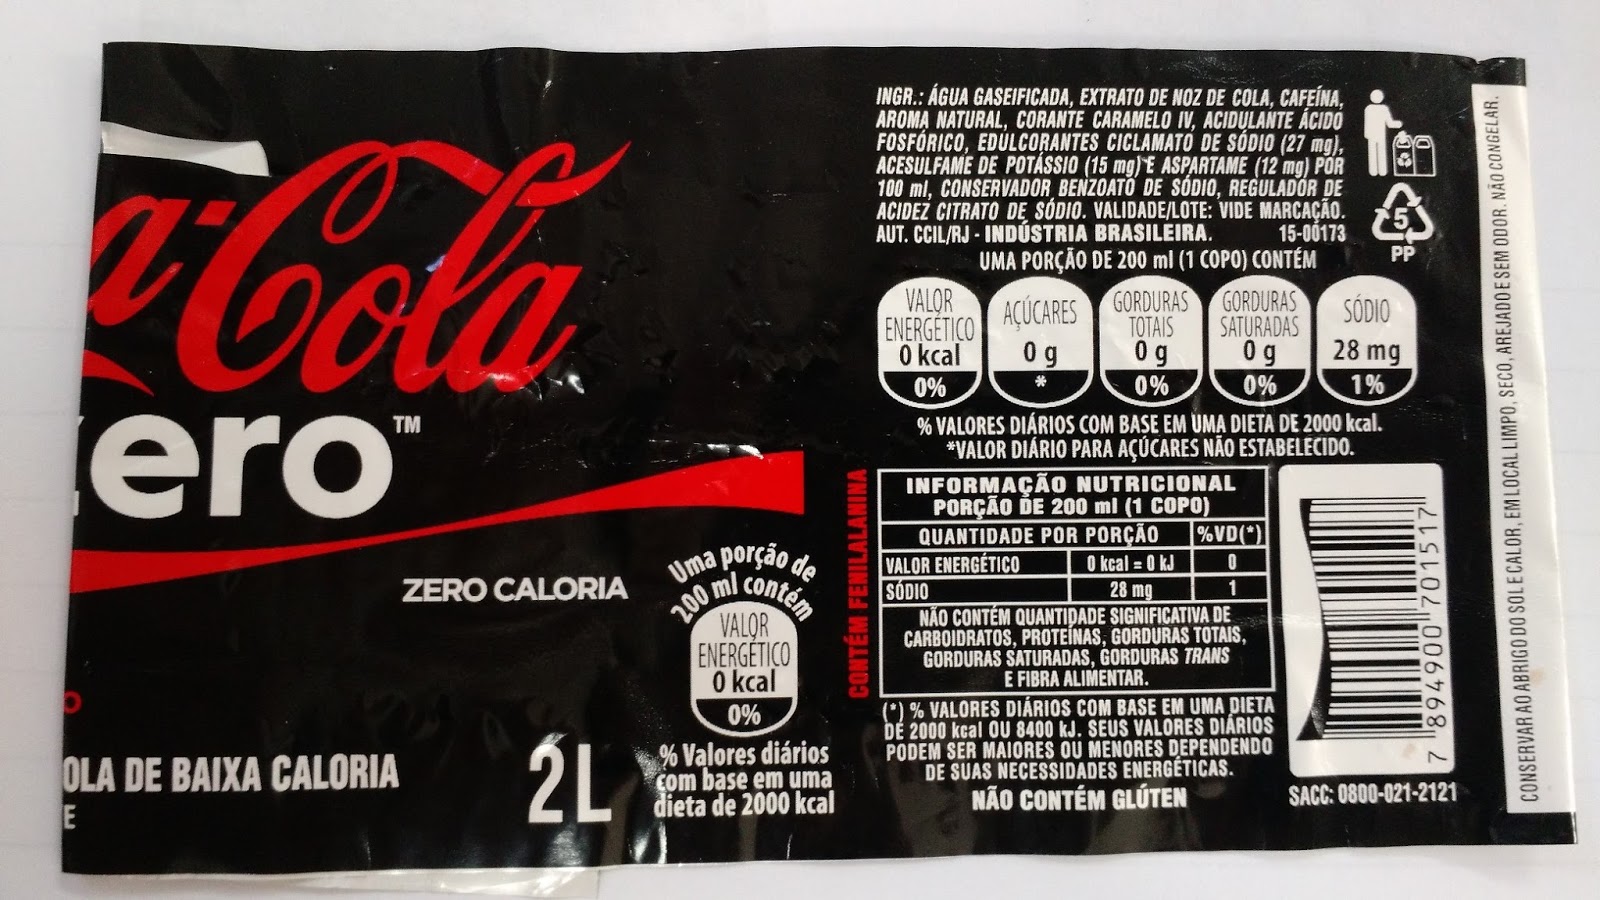 a-Cola
zero™
ZERO CALORIA
OLA DE BAIXA CALORIA
E
2L
Uma porção de
200 ml contém
VALOR
ENERGÉTICO
0 kcal
0%
% Valores diários
com base em uma
dieta de 2000 kcal
INGR.: ÁGUA GASEIFICADA, EXTRATO DE NOZ DE COLA, CAFEÍNA,
AROMA NATURAL, CORANTE CARAMELO IV, ACIDULANTE ÁCIDO
FOSFÓRICO, EDULCORANTES CICLAMATO DE SÓDIO (27 mg),
ACESULFAME DE POTÁSSIO (15 mg) E ASPARTAME (12 mg) POR
100 ml, CONSERVADOR BENZOATO DE SÓDIO, REGULADOR DE
ACIDEZ CITRATO DE SÓDIO. VALIDADE/LOTE: VIDE MARCAÇÃO.
AUT. CCIL/RJ - INDÚSTRIA BRASILEIRA. 15-00173
5
PP
UMA PORÇÃO DE 200 ml (1 COPO) CONTÉM
VALOR
ENERGÉTICO
0 kcal
0%
AÇÚCARES
0 g
*
GORDURAS
TOTAIS
0 g
0%
GORDURAS
SATURADAS
0 g
0%
SÓDIO
28 mg
1%
% VALORES DIÁRIOS COM BASE EM UMA DIETA DE 2000 kcal.
*VALOR DIÁRIO PARA AÇÚCARES NÃO ESTABELECIDO.
CONTÉM FENILALANINA
INFORMAÇÃO NUTRICIONAL
PORÇÃO DE 200 ml (1 COPO)
QUANTIDADE POR PORÇÃO %VD(*)
VALOR ENERGÉTICO 0 kcal = 0 kJ 0
SÓDIO 28 mg 1
NÃO CONTÉM QUANTIDADE SIGNIFICATIVA DE
CARBOIDRATOS, PROTEÍNAS, GORDURAS TOTAIS,
GORDURAS SATURADAS, GORDURAS TRANS
E FIBRA ALIMENTAR.
(*) % VALORES DIÁRIOS COM BASE EM UMA DIETA
DE 2000 kcal OU 8400 kJ. SEUS VALORES DIÁRIOS
PODEM SER MAIORES OU MENORES DEPENDENDO
DE SUAS NECESSIDADES ENERGÉTICAS.
NÃO CONTÉM GLÚTEN
7 894900 701517
SACC: 0800-021-2121
CONSERVAR AO ABRIGO DO SOL E CALOR, EM LOCAL LIMPO, SECO, AREJADO E SEM ODOR. NÃO CONGELAR.